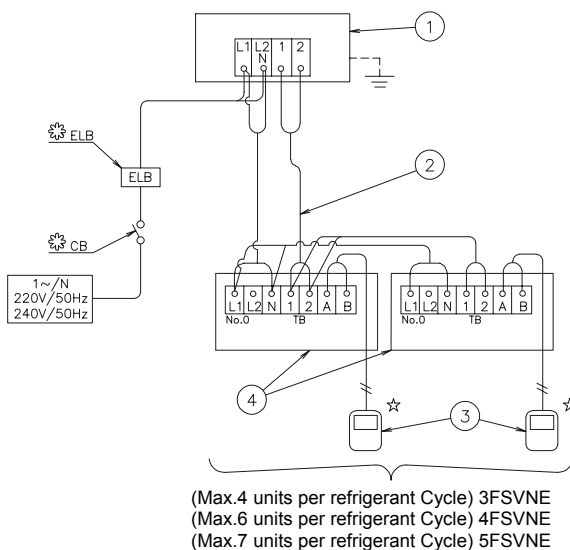 1
L1 L2 1 2
N
ELB
ELB
2
CB
1~/N
220V/50Hz
240V/50Hz
L1 L2 N 1 2 A B
No.0 TB
L1 L2 N 1 2 A B
No.0 TB
4
3
(Max.4 units per refrigerant Cycle) 3FSVNE
(Max.6 units per refrigerant Cycle) 4FSVNE
(Max.7 units per refrigerant Cycle) 5FSVNE